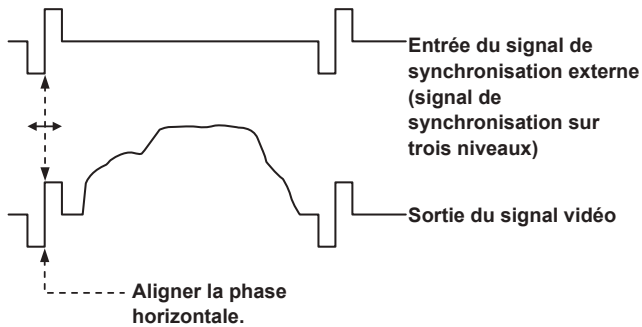 Entrée du signal de
synchronisation externe
(signal de
synchronisation sur
trois niveaux)
Sortie du signal vidéo
Aligner la phase
horizontale.